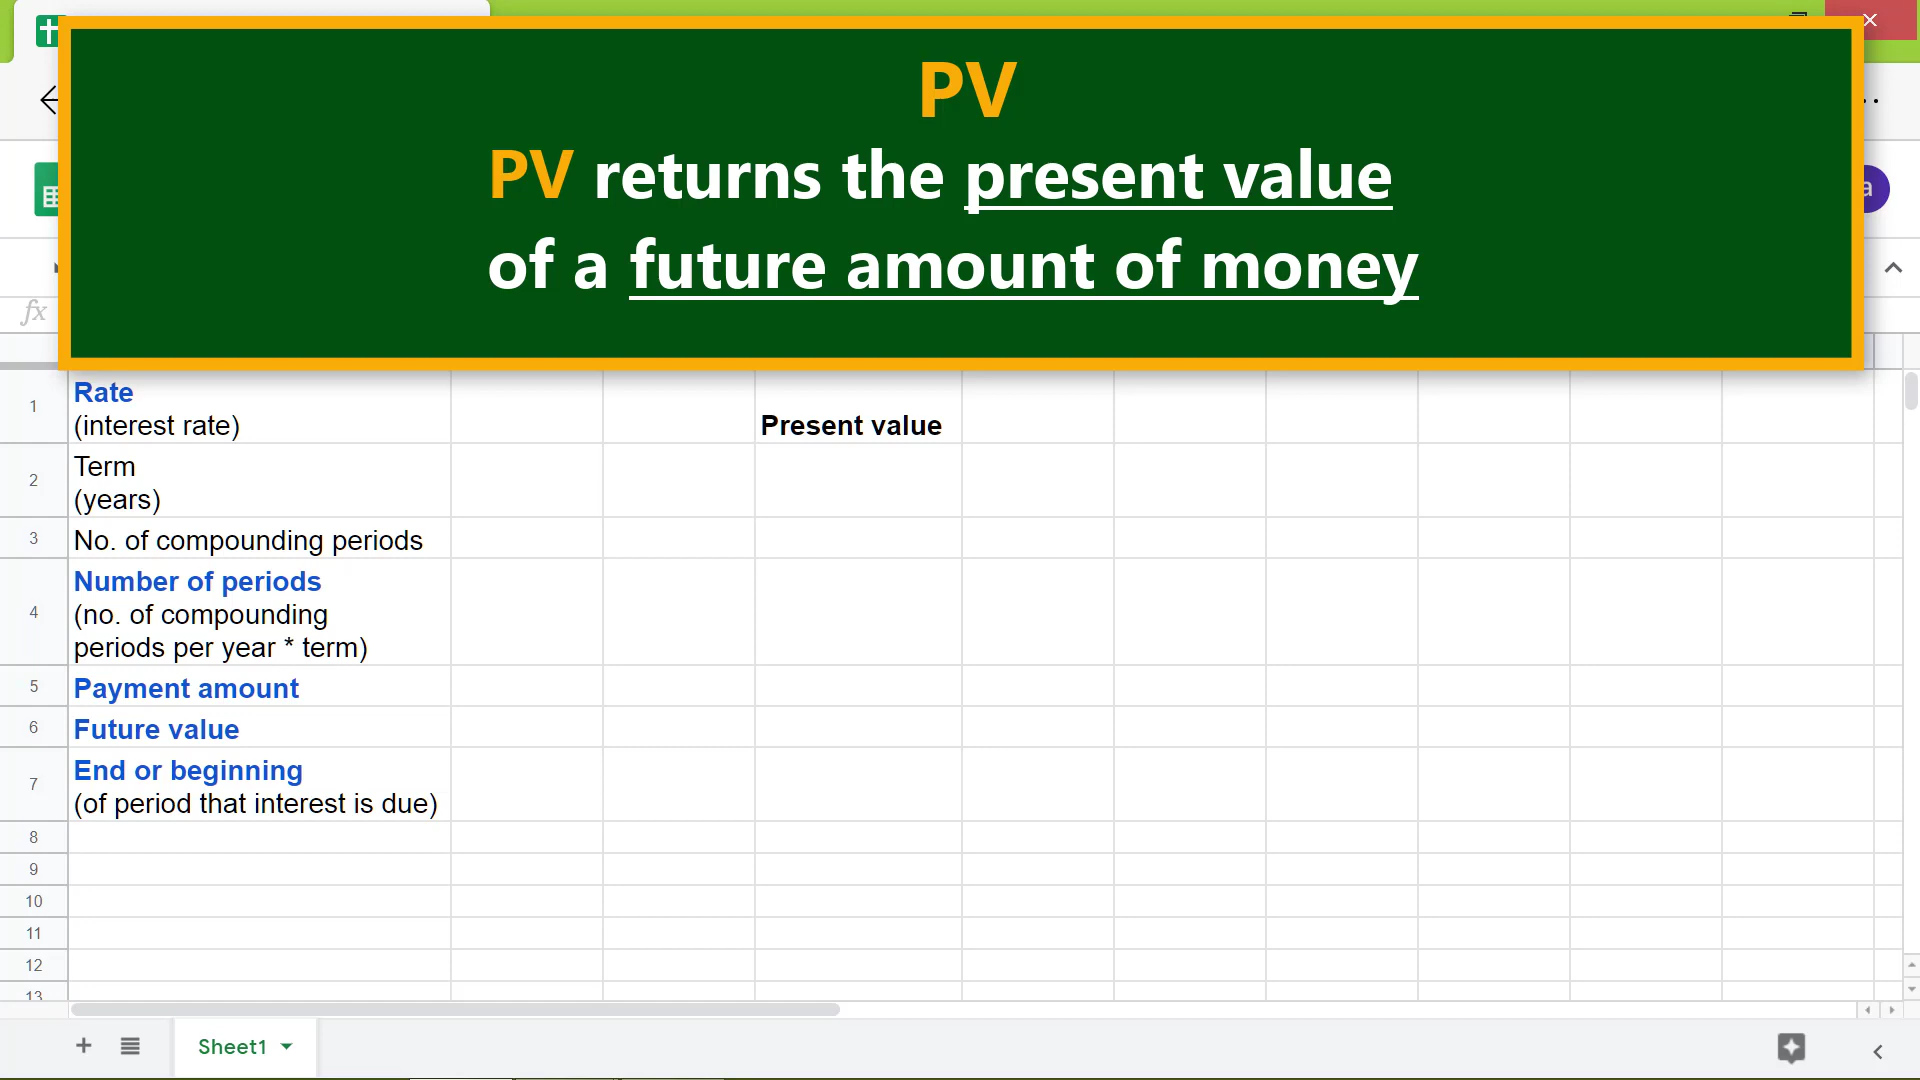 PV
PV returns the present value
of a future amount of money
a
fx
1
Rate
(interest rate)
Present value
2
Term
(years)
3
No. of compounding periods
4
Number of periods
(no. of compounding
periods per year * term)
5
Payment amount
6
Future value
7
End or beginning
(of period that interest is due)
8
9
10
11
12
13
Sheet1